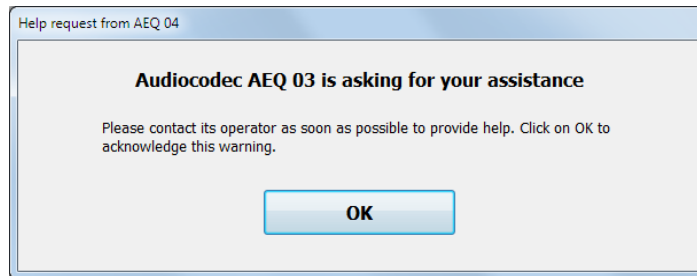 Help request from AEQ 04
Audiocodec AEQ 03 is asking for your assistance
Please contact its operator as soon as possible to provide help. Click on OK to
acknowledge this warning.
OK